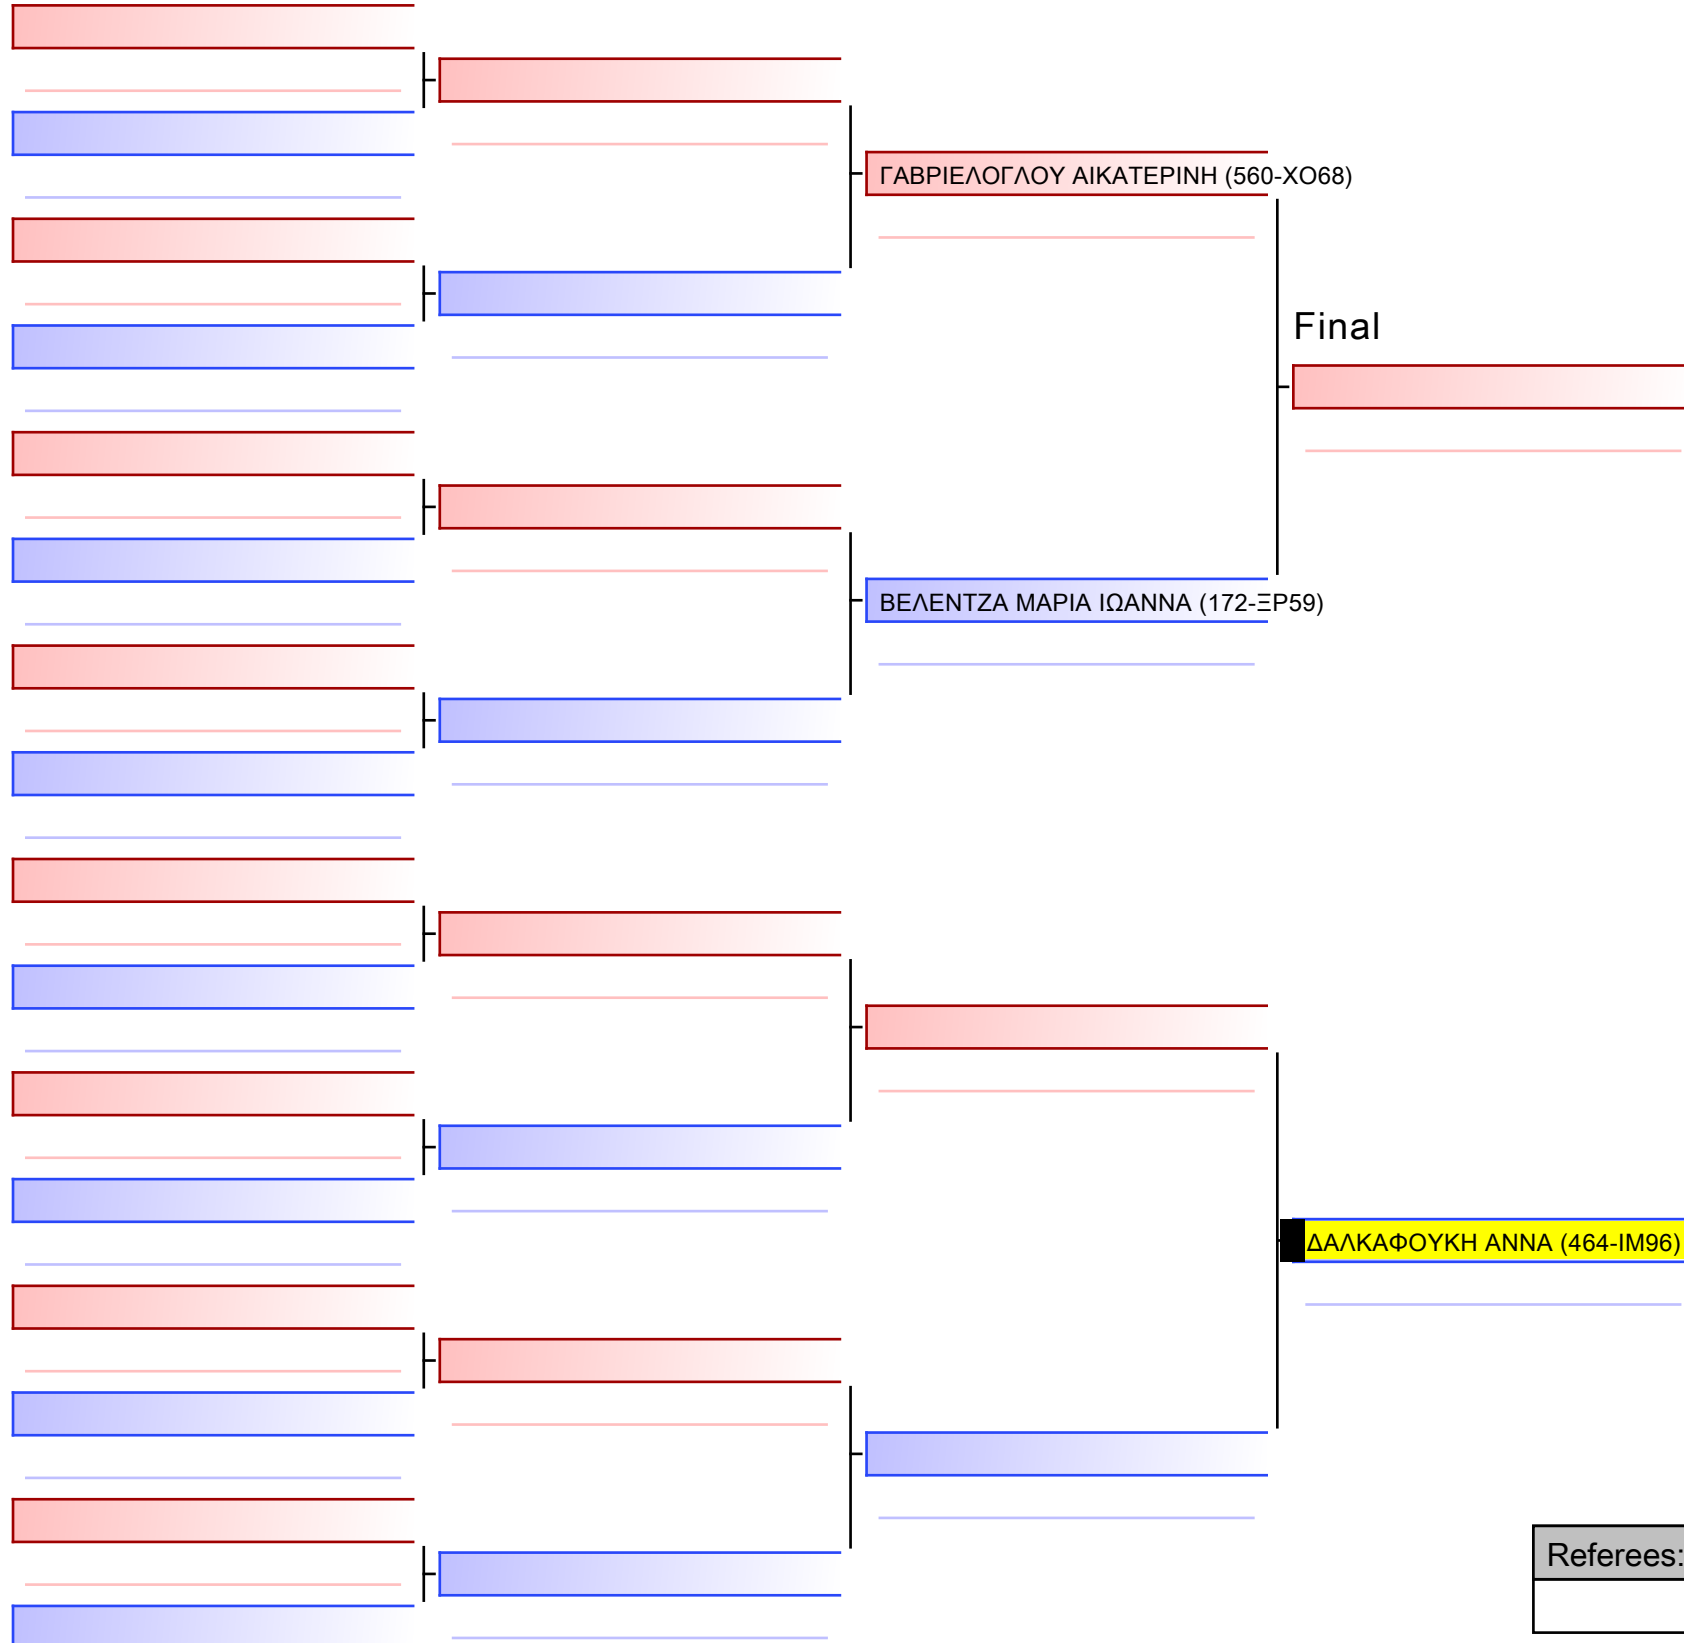 ΓΑΒΡΙΕΛΟΓΛΟΥ ΑΙΚΑΤΕΡΙΝΗ (560-ΧΟ68)
Final
ΒΕΛΕΝΤΖΑ ΜΑΡΙΑ ΙΩΑΝΝΑ (172-ΞΡ59)
ΔΑΛΚΑΦΟΥΚΗ ΑΝΝΑ (464-ΙΜ96)
Referees: